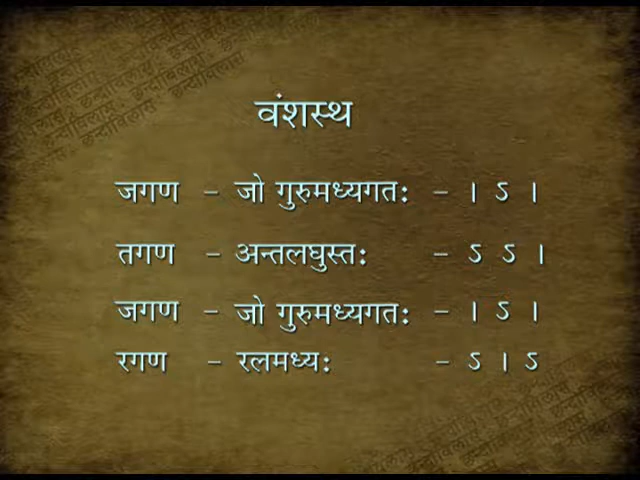 वंशस्थ
जगण - जो गुरुमध्यगतः - । ऽ ।
तगण - अन्तलघुस्तः - ऽ ऽ ।
जगण - जो गुरुमध्यगतः - । ऽ ।
रगण - रलमध्यः - ऽ । ऽ